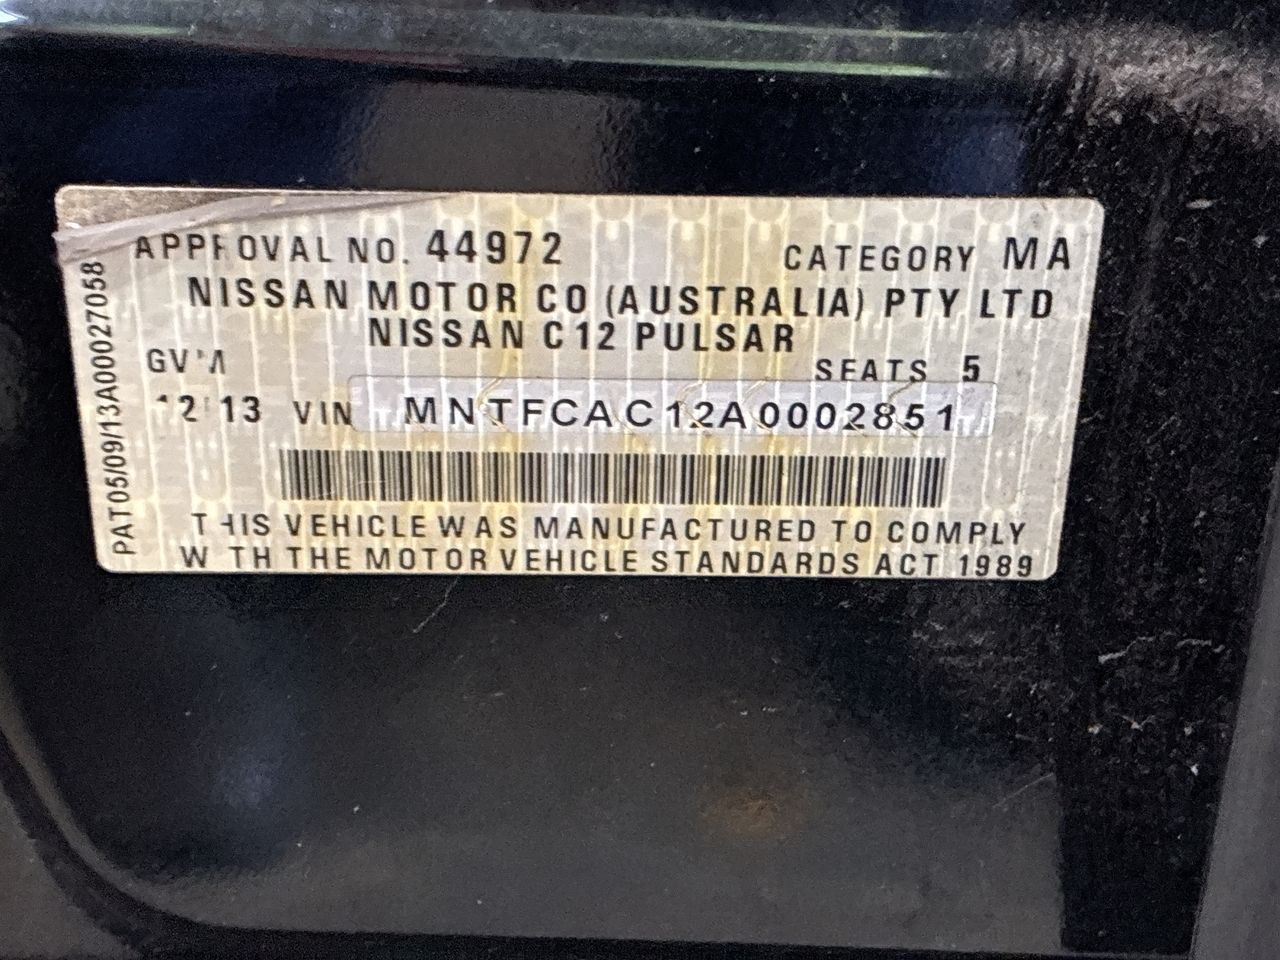 APPROVAL NO. 44972 CATEGORY MA
NISSAN MOTOR CO (AUSTRALIA) PTY LTD
NISSAN C12 PULSAR
GVM SEATS 5
12 13 VIN MNTFCAC12A0002851
THIS VEHICLE WAS MANUFACTURED TO COMPLY
WITH THE MOTOR VEHICLE STANDARDS ACT 1989
PAT05/09/13A00027058